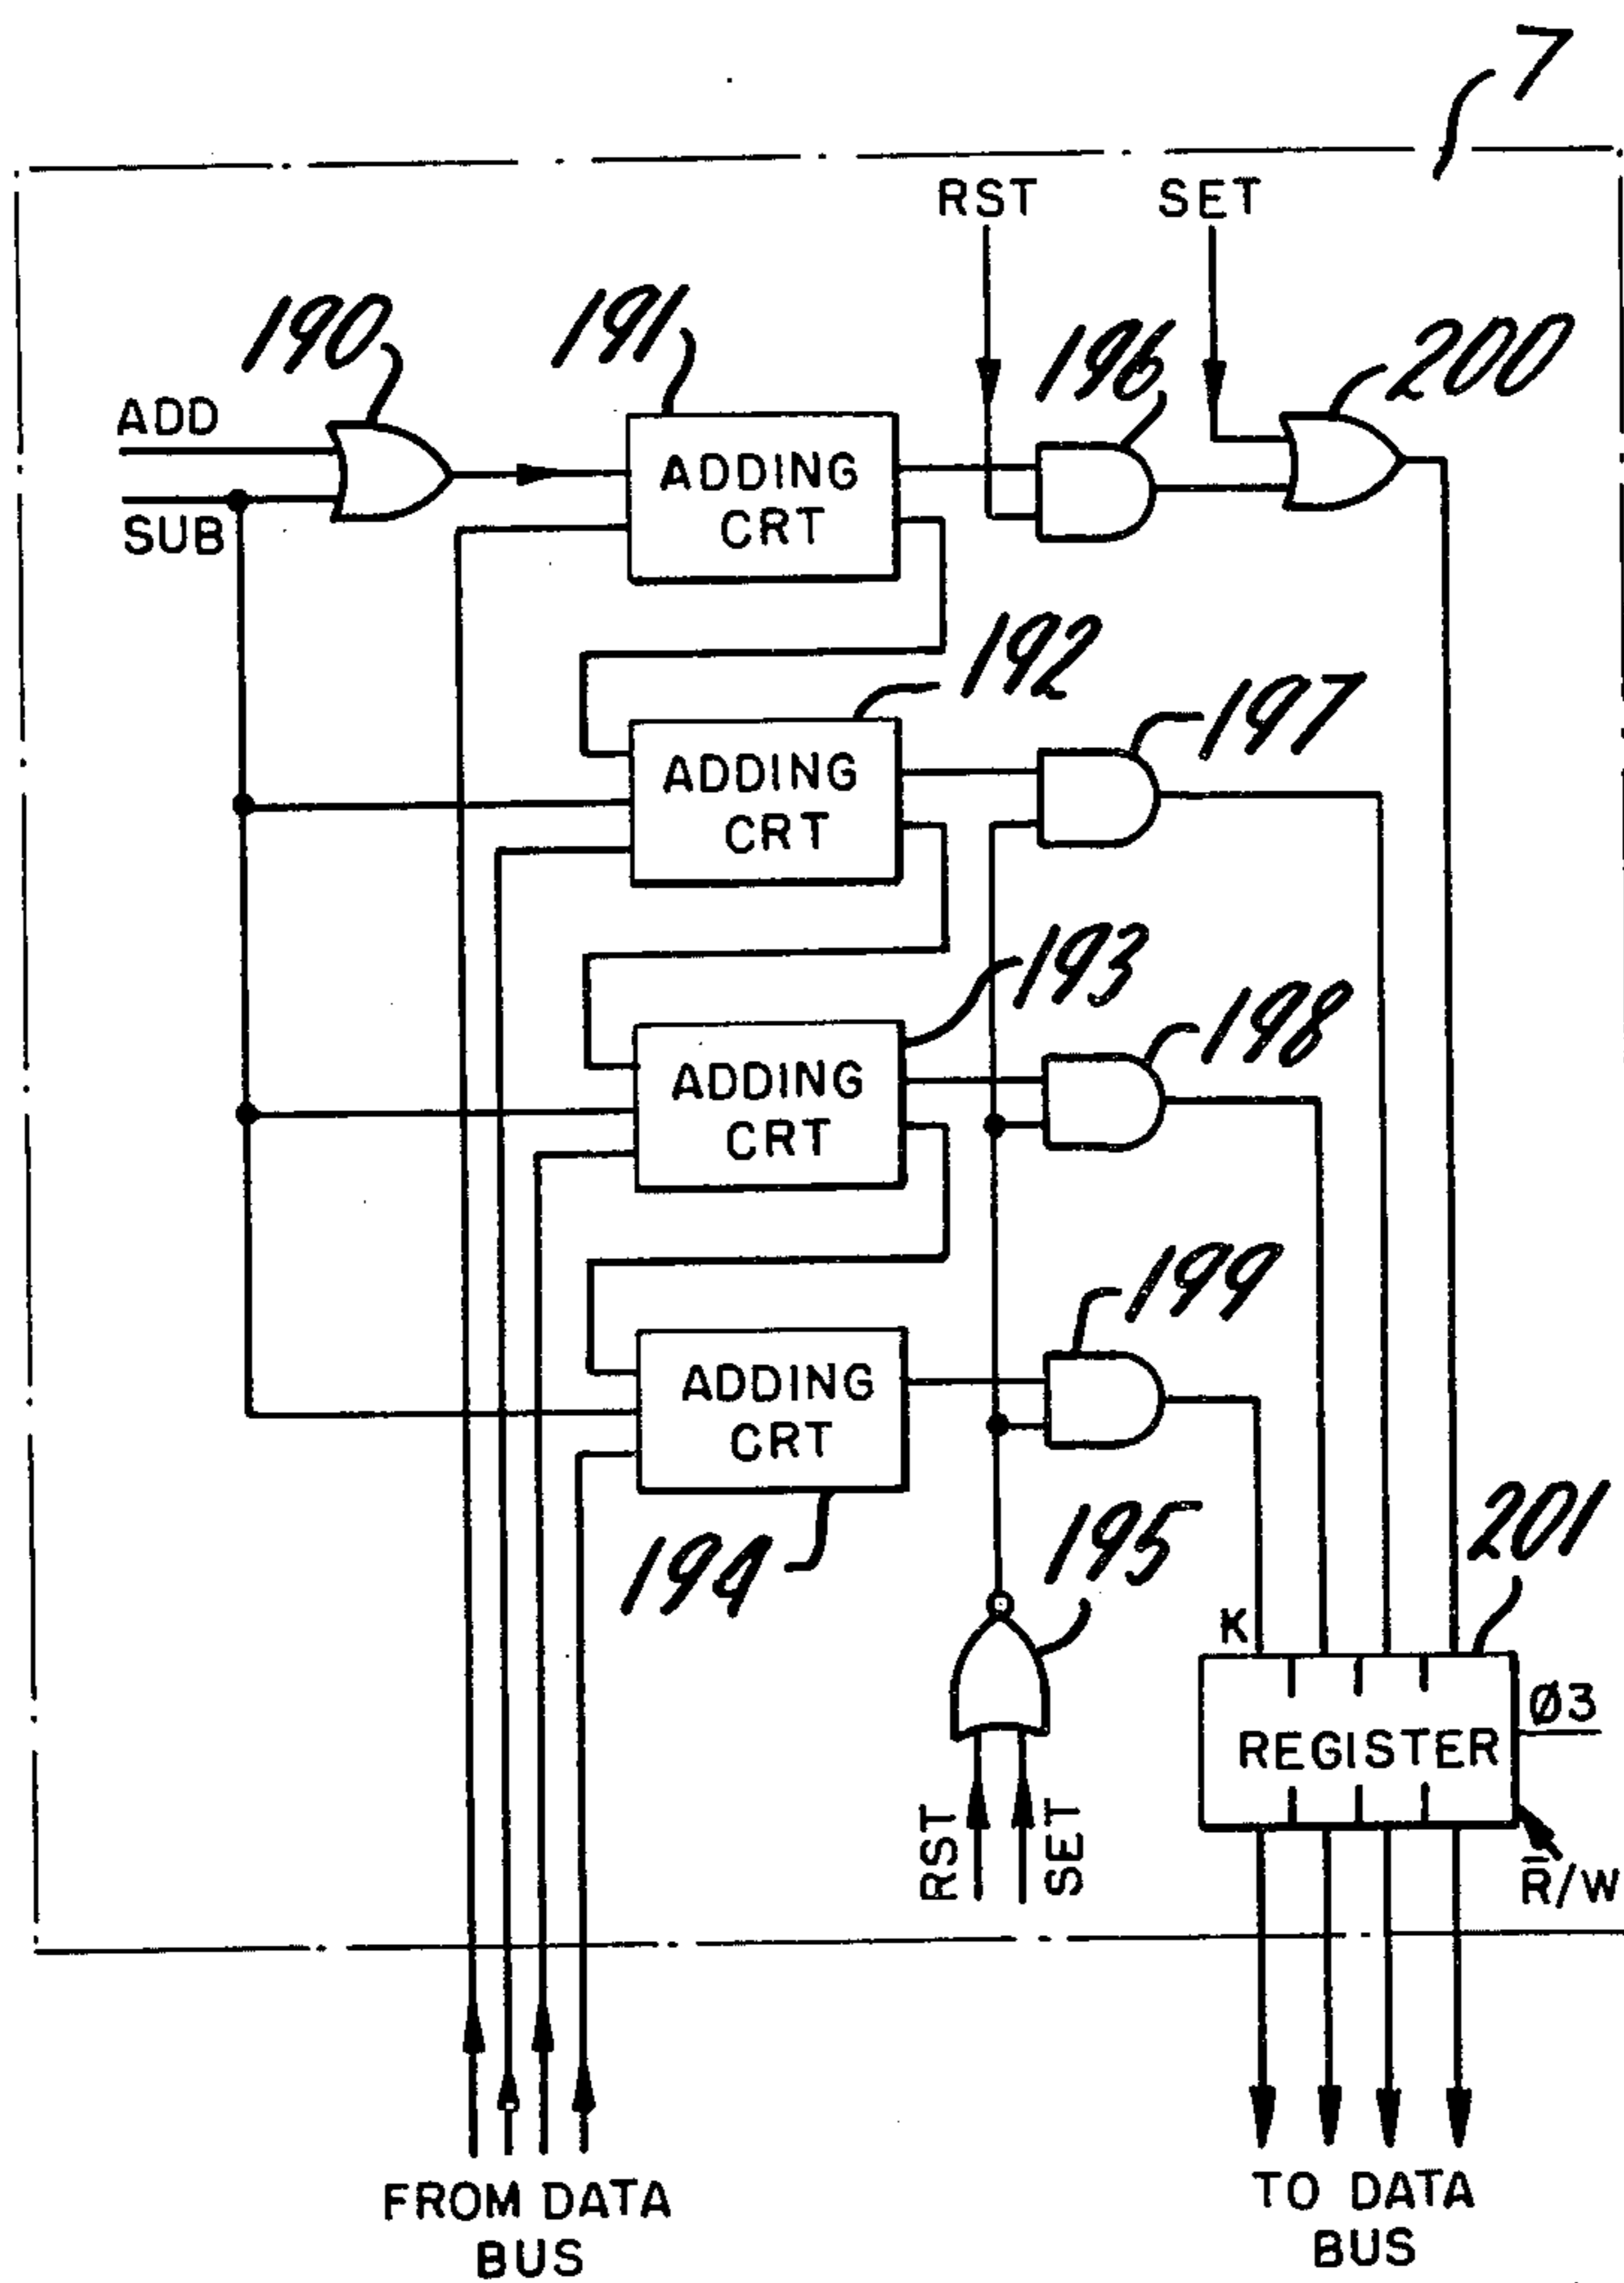 7
RST SET
190 191 196 200
ADD
SUB
ADDING
CRT
192 197
ADDING
CRT
193 198
ADDING
CRT
199
ADDING
CRT
194 195 201
K
REGISTER
Ø3
RST SET
R̅/W
FROM DATA
BUS
TO DATA
BUS